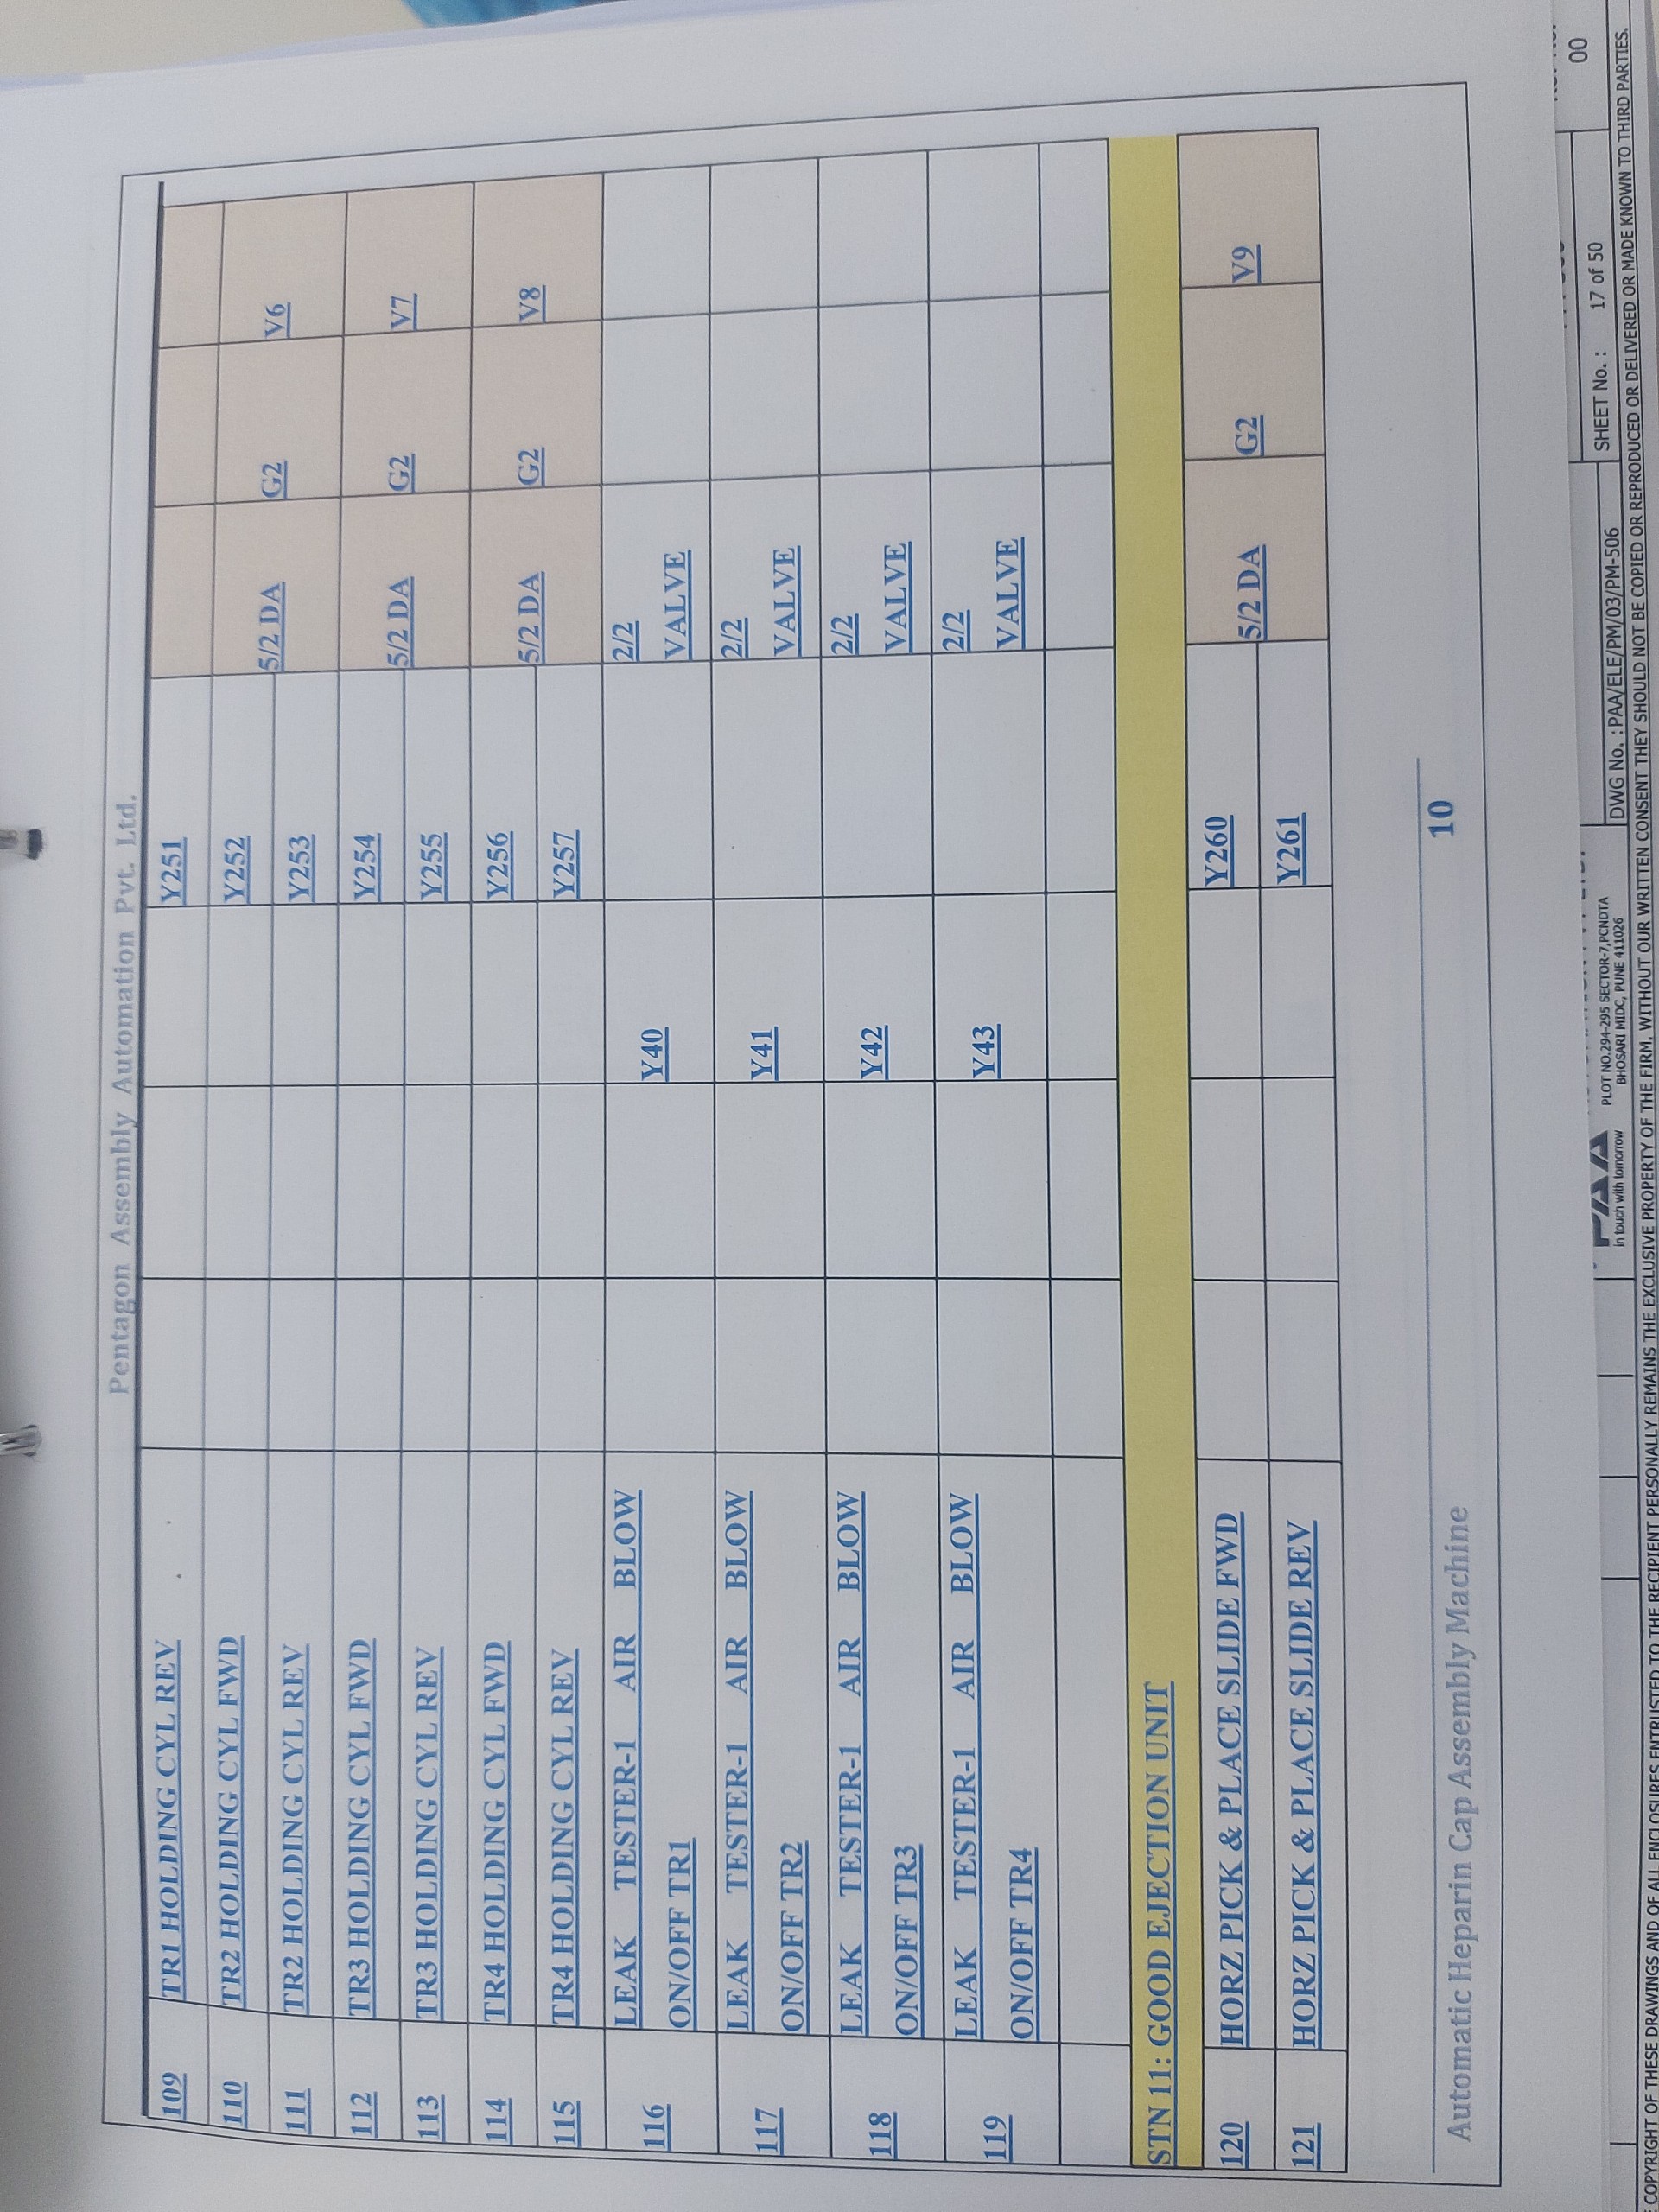 Pentagon Assembly Automation Pvt. Ltd.
109 TR1 HOLDING CYL REV Y251
110 TR2 HOLDING CYL FWD Y252
5/2 DA G2 V6
111 TR2 HOLDING CYL REV Y253
112 TR3 HOLDING CYL FWD Y254
5/2 DA G2 V7
113 TR3 HOLDING CYL REV Y255
114 TR4 HOLDING CYL FWD Y256
5/2 DA G2 V8
115 TR4 HOLDING CYL REV Y257
116 LEAK TESTER-1 AIR BLOW
ON/OFF TR1 Y40 2/2
VALVE
117 LEAK TESTER-1 AIR BLOW
ON/OFF TR2 Y41 2/2
VALVE
118 LEAK TESTER-1 AIR BLOW
ON/OFF TR3 Y42 2/2
VALVE
119 LEAK TESTER-1 AIR BLOW
ON/OFF TR4 Y43 2/2
VALVE
STN 11: GOOD EJECTION UNIT
120 HORZ PICK & PLACE SLIDE FWD Y260
5/2 DA G2 V9
121 HORZ PICK & PLACE SLIDE REV Y261
10
Automatic Heparin Cap Assembly Machine
PAA
in touch with tomorrow
PLOT NO.294-295 SECTOR-7,PCNDTA
BHOSARI MIDC, PUNE 411026
DWG No. :PAA/ELE/PM/03/PM-506
SHEET No. : 17 of 50
00
COPYRIGHT OF THESE DRAWINGS AND OF ALL ENCLOSURES ENTRUSTED TO THE RECIPIENT PERSONALLY REMAINS THE EXCLUSIVE PROPERTY OF THE FIRM. WITHOUT OUR WRITTEN CONSENT THEY SHOULD NOT BE COPIED OR REPRODUCED OR DELIVERED OR MADE KNOWN TO THIRD PARTIES.